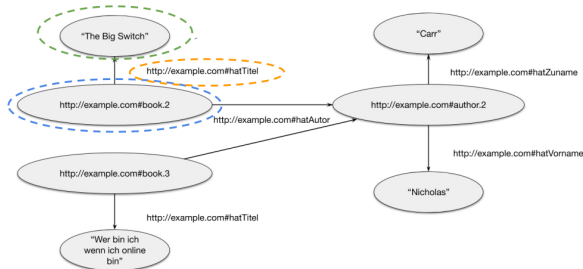 “The Big Switch”
“Carr”
http://example.com#hatTitel
http://example.com#hatZuname
http://example.com#book.2
http://example.com#author.2
http://example.com#hatAutor
http://example.com#hatVorname
http://example.com#book.3
“Nicholas”
http://example.com#hatTitel
“Wer bin ich
wenn ich online
bin”